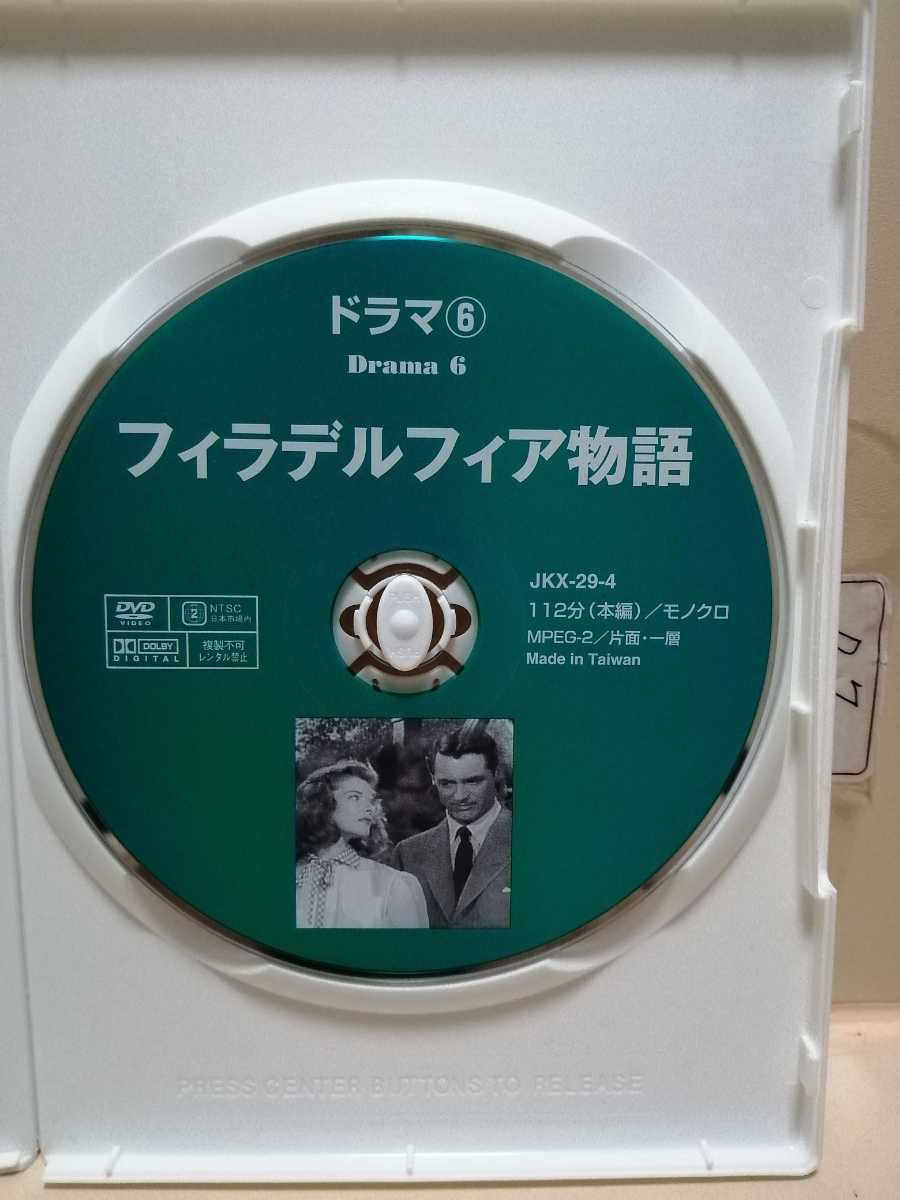 ドラマ⑥
Drama 6
フィラデルフィア物語
DVD
VIDEO
2
NTSC
日本市場内
DOLBY
DIGITAL
複製不可
レンタル禁止
JKX-29-4
112分(本編)/モノクロ
MPEG-2/片面・一層
Made in Taiwan
PUSH
PRESS CENTER BUTTONS TO RELEASE